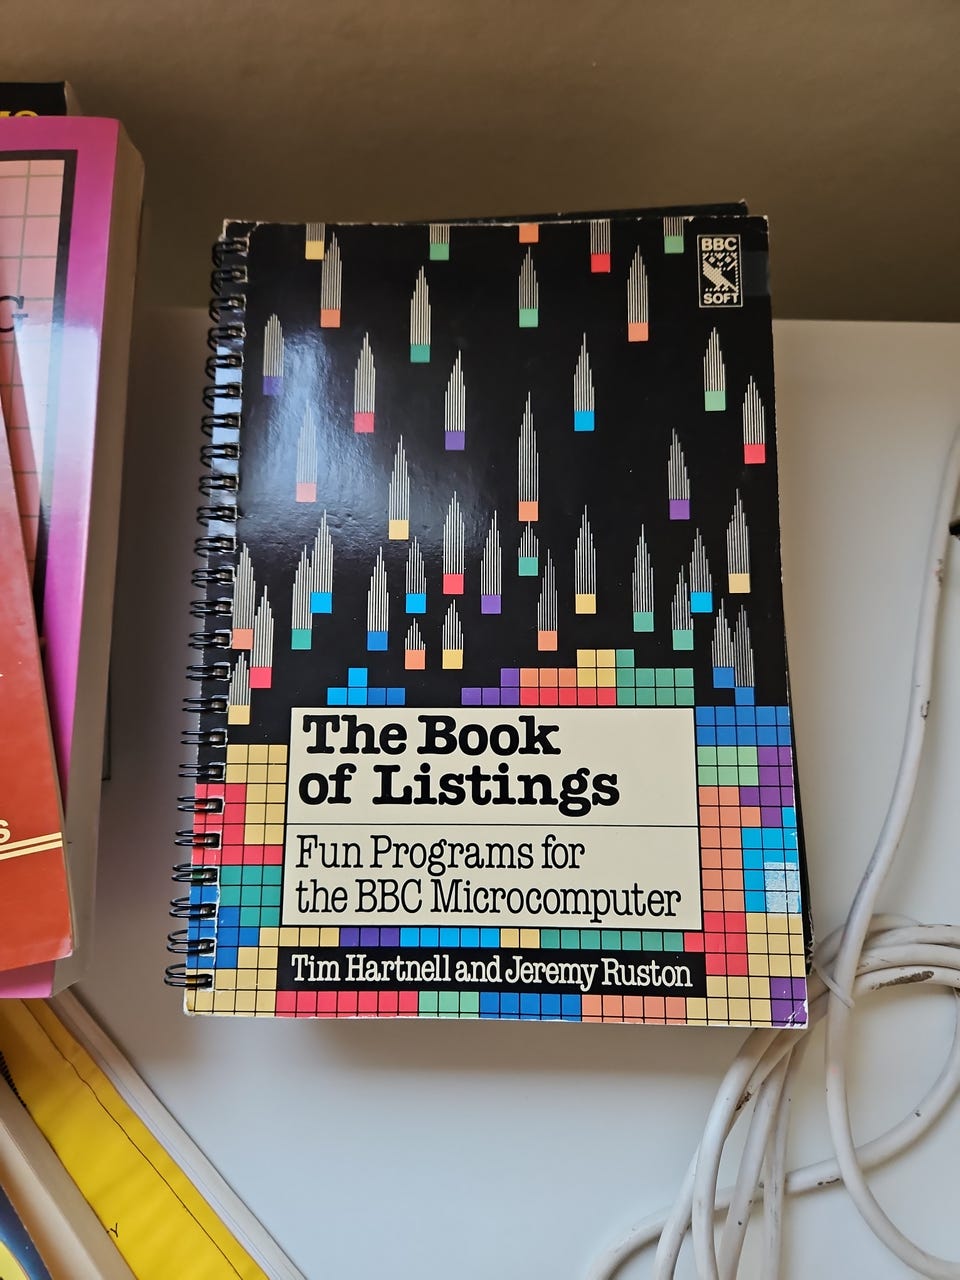 BBC
SOFT
The Book
of Listings
Fun Programs for
the BBC Microcomputer
Tim Hartnell and Jeremy Ruston